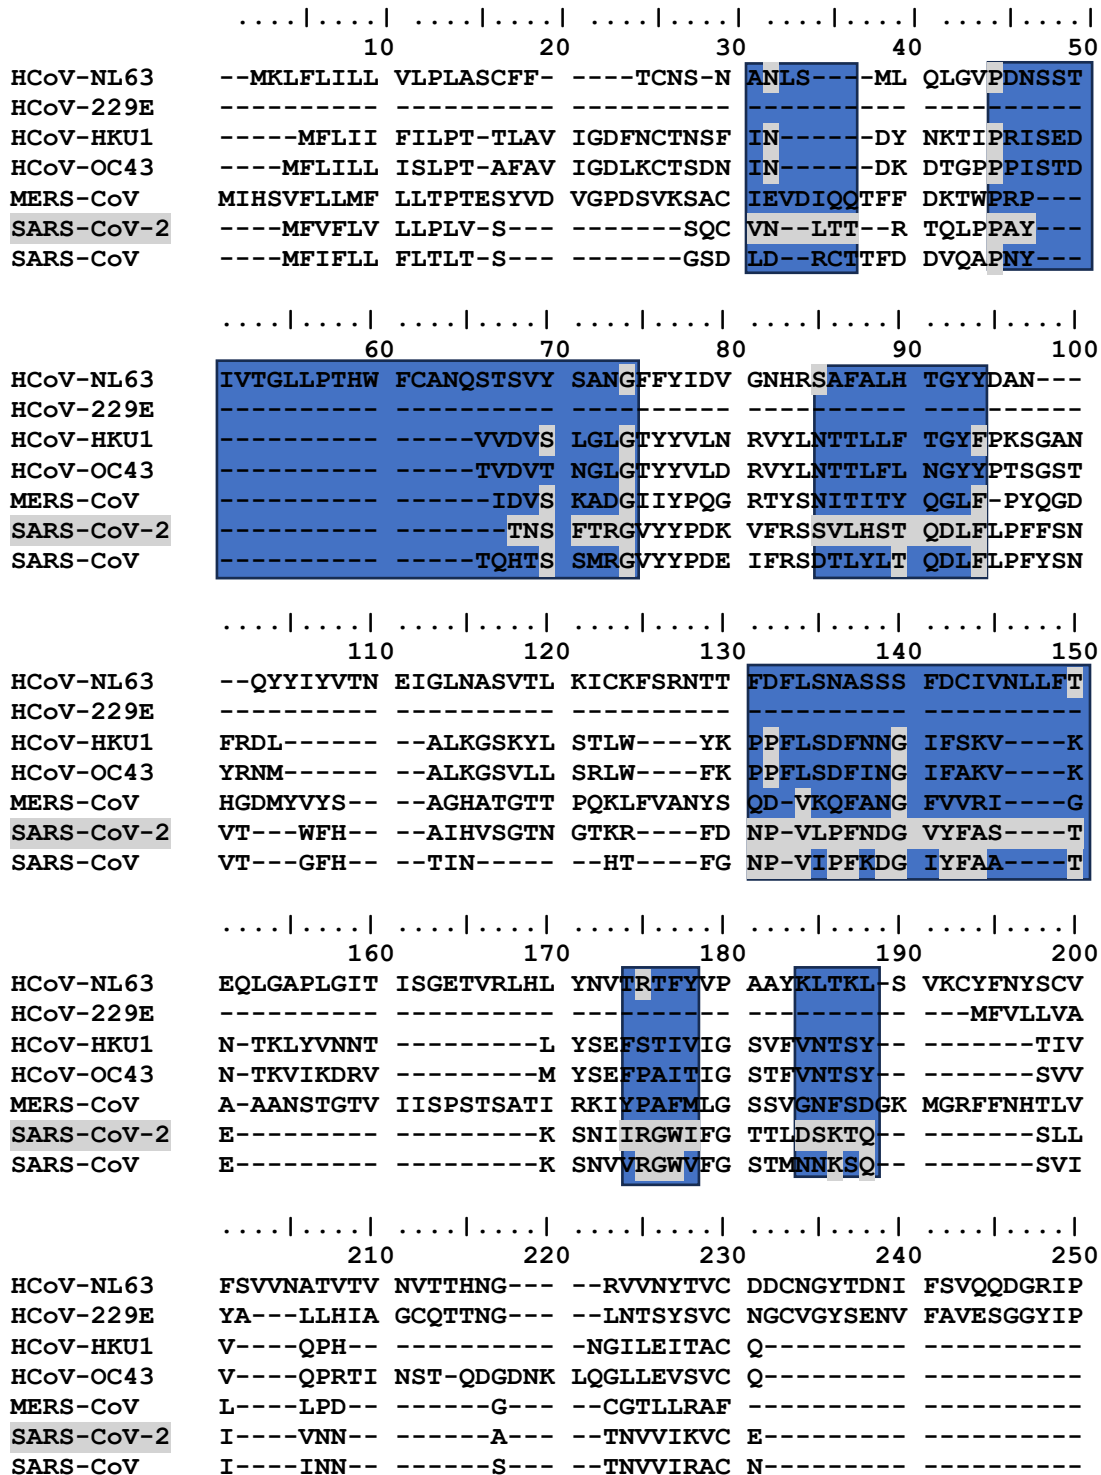 ....|....| ....|....| ....|....| ....|....| ....|....|
10 20 30 40 50
HCoV-NL63 --MKLFLILL VLPLASCFF- ----TCNS-N ANLS----ML QLGVPDNSST
HCoV-229E ---------- ---------- ---------- ---------- ----------
HCoV-HKU1 -----MFLII FILPT-TLAV IGDFNCTNSF IN------DY NKTIPRISED
HCoV-OC43 ----MFLILL ISLPT-AFAV IGDLKCTSDN IN------DK DTGPPPISTD
MERS-CoV MIHSVFLLMF LLTPTESYVD VGPDSVKSAC IEVDIQQTFF DKTWPRP---
SARS-CoV-2 ----MFVFLV LLPLV-S--- -------SQC VN--LTT--R TQLPPAY---
SARS-CoV ----MFIFLL FLTLT-S--- -------GSD LD--RCTTFD DVQAPNY---
....|....| ....|....| ....|....| ....|....| ....|....|
60 70 80 90 100
HCoV-NL63 IVTGLLPTHW FCANQSTSVY SANGFFYIDV GNHRSAFALH TGYYDAN---
HCoV-229E ---------- ---------- ---------- ---------- ----------
HCoV-HKU1 ---------- -----VVDVS LGLGTYYVLN RVYLNTTLLF TGYFPKSGAN
HCoV-OC43 ---------- -----TVDVT NGLGTYYVLD RVYLNTTLFL NGYYPTSGST
MERS-CoV ---------- ------IDVS KADGIIYPQG RTYSNITITY QGLF-PYQGD
SARS-CoV-2 ---------- -------TNS FTRGVYYPDK VFRSSVLHST QDLFLPFFSN
SARS-CoV ---------- -----TQHTS SMRGVYYPDE IFRSDTLYLT QDLFLPFYSN
....|....| ....|....| ....|....| ....|....| ....|....|
110 120 130 140 150
HCoV-NL63 --QYYIYVTN EIGLNASVTL KICKFSRNTT FDFLSNASSS FDCIVNLLFT
HCoV-229E ---------- ---------- ---------- ---------- ----------
HCoV-HKU1 FRDL------ --ALKGSKYL STLW----YK PPFLSDFNNG IFSKV----K
HCoV-OC43 YRNM------ --ALKGSVLL SRLW----FK PPFLSDFING IFAKV----K
MERS-CoV HGDMYVYS-- --AGHATGTT PQKLFVANYS QD-VKQFANG FVVRI----G
SARS-CoV-2 VT---WFH-- --AIHVSGTN GTKR----FD NP-VLPFNDG VYFAS----T
SARS-CoV VT---GFH-- --TIN----- --HT----FG NP-VIPFKDG IYFAA----T
....|....| ....|....| ....|....| ....|....| ....|....|
160 170 180 190 200
HCoV-NL63 EQLGAPLGIT ISGETVRLHL YNVTRTFYVP AAYKLTKL-S VKCYFNYSCV
HCoV-229E ---------- ---------- ---------- ---------- ---MFVLLVA
HCoV-HKU1 N-TKLYVNNT ---------L YSEFSTIVIG SVFVNTSY-- -------TIV
HCoV-OC43 N-TKVIKDRV ---------M YSEFPAITIG STFVNTSY-- -------SVV
MERS-CoV A-AANSTGTV IISPSTSATI RKIYPAFMLG SSVGNFSDGK MGRFFNHTLV
SARS-CoV-2 E--------- ---------K SNIIRGWIFG TTLDSKTQ-- -------SLL
SARS-CoV E--------- ---------K SNVVRGWVFG STMNNKSQ-- -------SVI
....|....| ....|....| ....|....| ....|....| ....|....|
210 220 230 240 250
HCoV-NL63 FSVVNATVTV NVTTHNG--- --RVVNYTVC DDCNGYTDNI FSVQQDGRIP
HCoV-229E YA---LLHIA GCQTTNG--- --LNTSYSVC NGCVGYSENV FAVESGGYIP
HCoV-HKU1 V----QPH-- ---------- -NGILEITAC Q--------- ----------
HCoV-OC43 V----QPRTI NST-QDGDNK LQGLLEVSVC Q--------- ----------
MERS-CoV L----LPD-- ------G--- --CGTLLRAF ---------- ----------
SARS-CoV-2 I----VNN-- ------A--- --TNVVIKVC E--------- ----------
SARS-CoV I----INN-- ------S--- --TNVVIRAC N--------- ----------